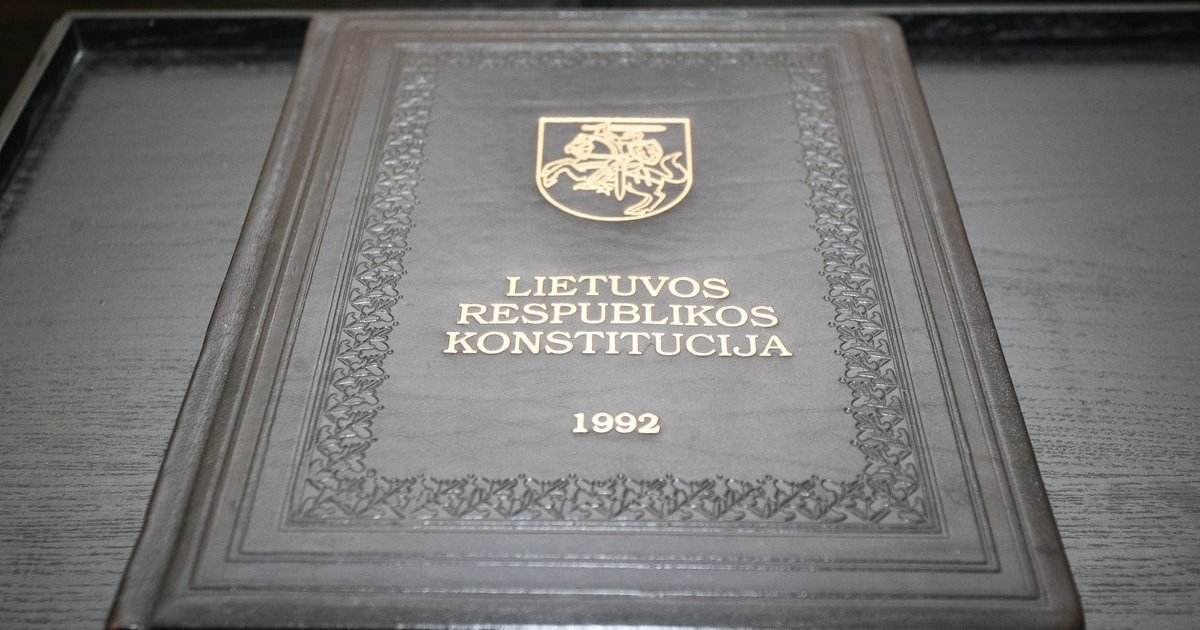 LIETUVOS
RESPUBLIKOS
KONSTITUCIJA
1992